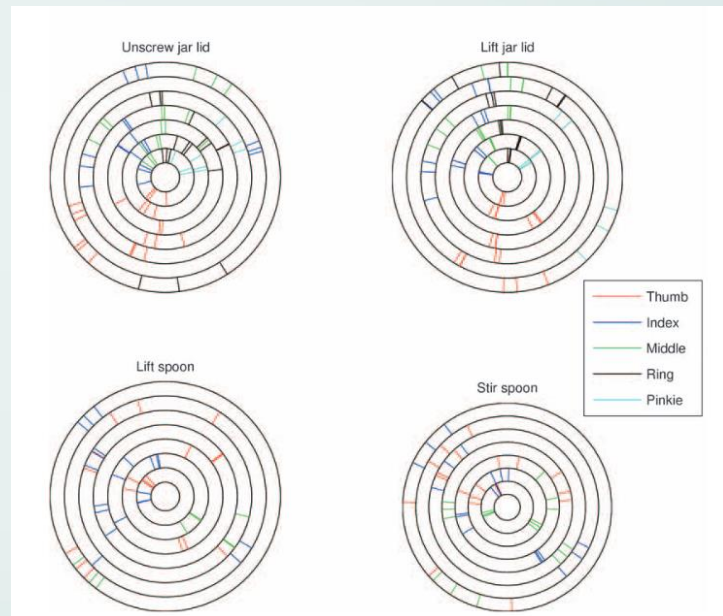 Unscrew jar lid
Lift jar lid
Thumb
Index
Middle
Ring
Pinkie
Lift spoon
Stir spoon